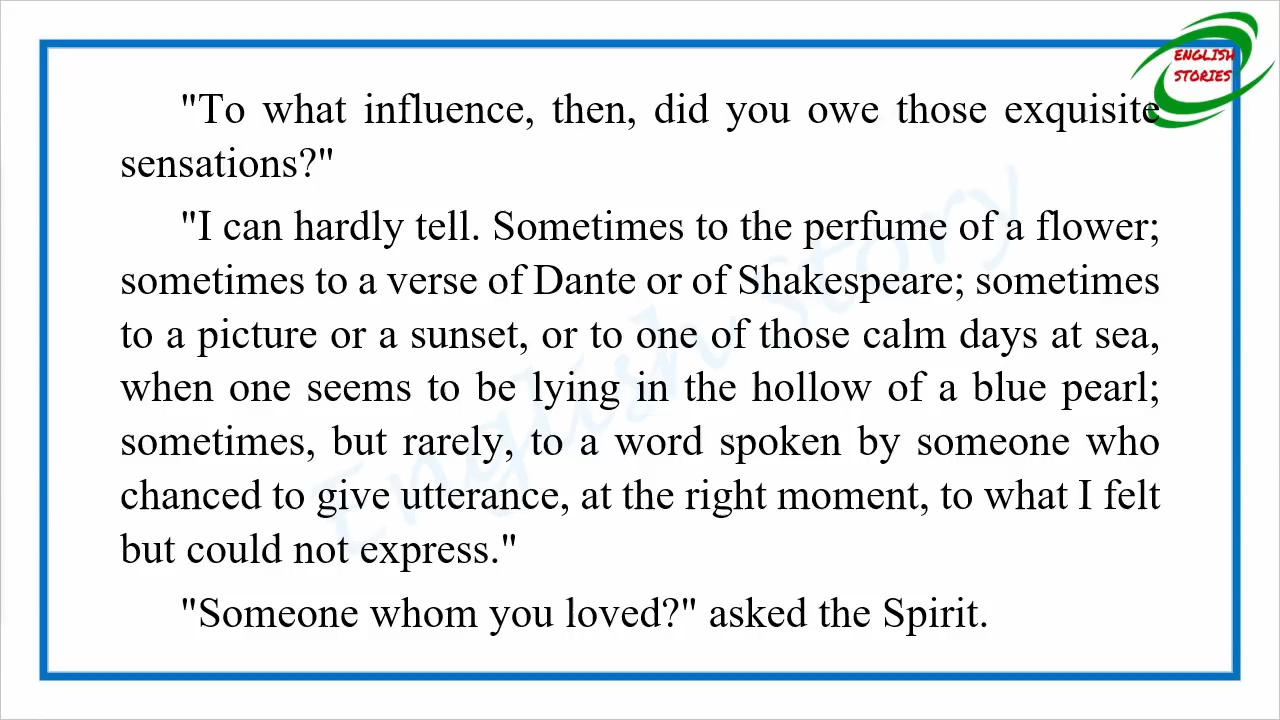 ENGLISH
STORIES
"To what influence, then, did you owe those exquisite
sensations?"
"I can hardly tell. Sometimes to the perfume of a flower;
sometimes to a verse of Dante or of Shakespeare; sometimes
to a picture or a sunset, or to one of those calm days at sea,
when one seems to be lying in the hollow of a blue pearl;
sometimes, but rarely, to a word spoken by someone who
chanced to give utterance, at the right moment, to what I felt
but could not express."
"Someone whom you loved?" asked the Spirit.
English Story